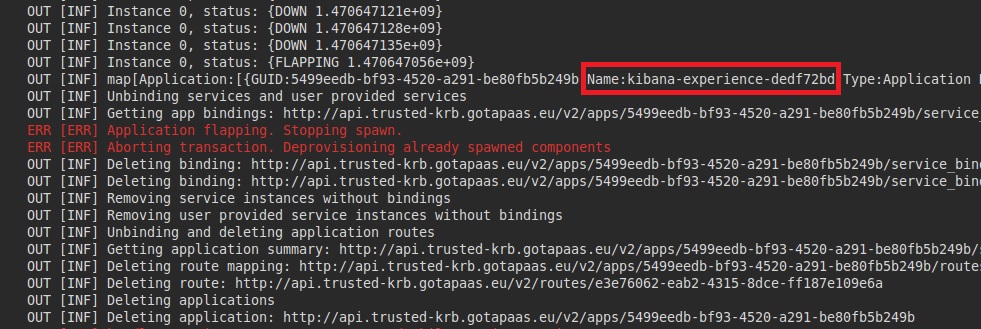 OUT [INF] Instance 0, status: {DOWN 1.470647121e+09}
OUT [INF] Instance 0, status: {DOWN 1.470647128e+09}
OUT [INF] Instance 0, status: {DOWN 1.470647135e+09}
OUT [INF] Instance 0, status: {FLAPPING 1.470647056e+09}
OUT [INF] map[Application:[{GUID:5499eedb-bf93-4520-a291-be80fb5b249b Name:kibana-experience-dedf72bd Type:Application
OUT [INF] Unbinding services and user provided services
OUT [INF] Getting app bindings: http://api.trusted-krb.gotapaas.eu/v2/apps/5499eedb-bf93-4520-a291-be80fb5b249b/service_
ERR [ERR] Application flapping. Stopping spawn.
ERR [ERR] Aborting transaction. Deprovisioning already spawned components
OUT [INF] Deleting binding: http://api.trusted-krb.gotapaas.eu/v2/apps/5499eedb-bf93-4520-a291-be80fb5b249b/service_bin
OUT [INF] Deleting binding: http://api.trusted-krb.gotapaas.eu/v2/apps/5499eedb-bf93-4520-a291-be80fb5b249b/service_bin
OUT [INF] Removing service instances without bindings
OUT [INF] Removing user provided service instances without bindings
OUT [INF] Unbinding and deleting application routes
OUT [INF] Getting application summary: http://api.trusted-krb.gotapaas.eu/v2/apps/5499eedb-bf93-4520-a291-be80fb5b249b/s
OUT [INF] Deleting route mapping: http://api.trusted-krb.gotapaas.eu/v2/apps/5499eedb-bf93-4520-a291-be80fb5b249b/routes
OUT [INF] Deleting route: http://api.trusted-krb.gotapaas.eu/v2/routes/e3e76062-eab2-4315-8dce-ff187e109e6a
OUT [INF] Deleting applications
OUT [INF] Deleting application: http://api.trusted-krb.gotapaas.eu/v2/apps/5499eedb-bf93-4520-a291-be80fb5b249b